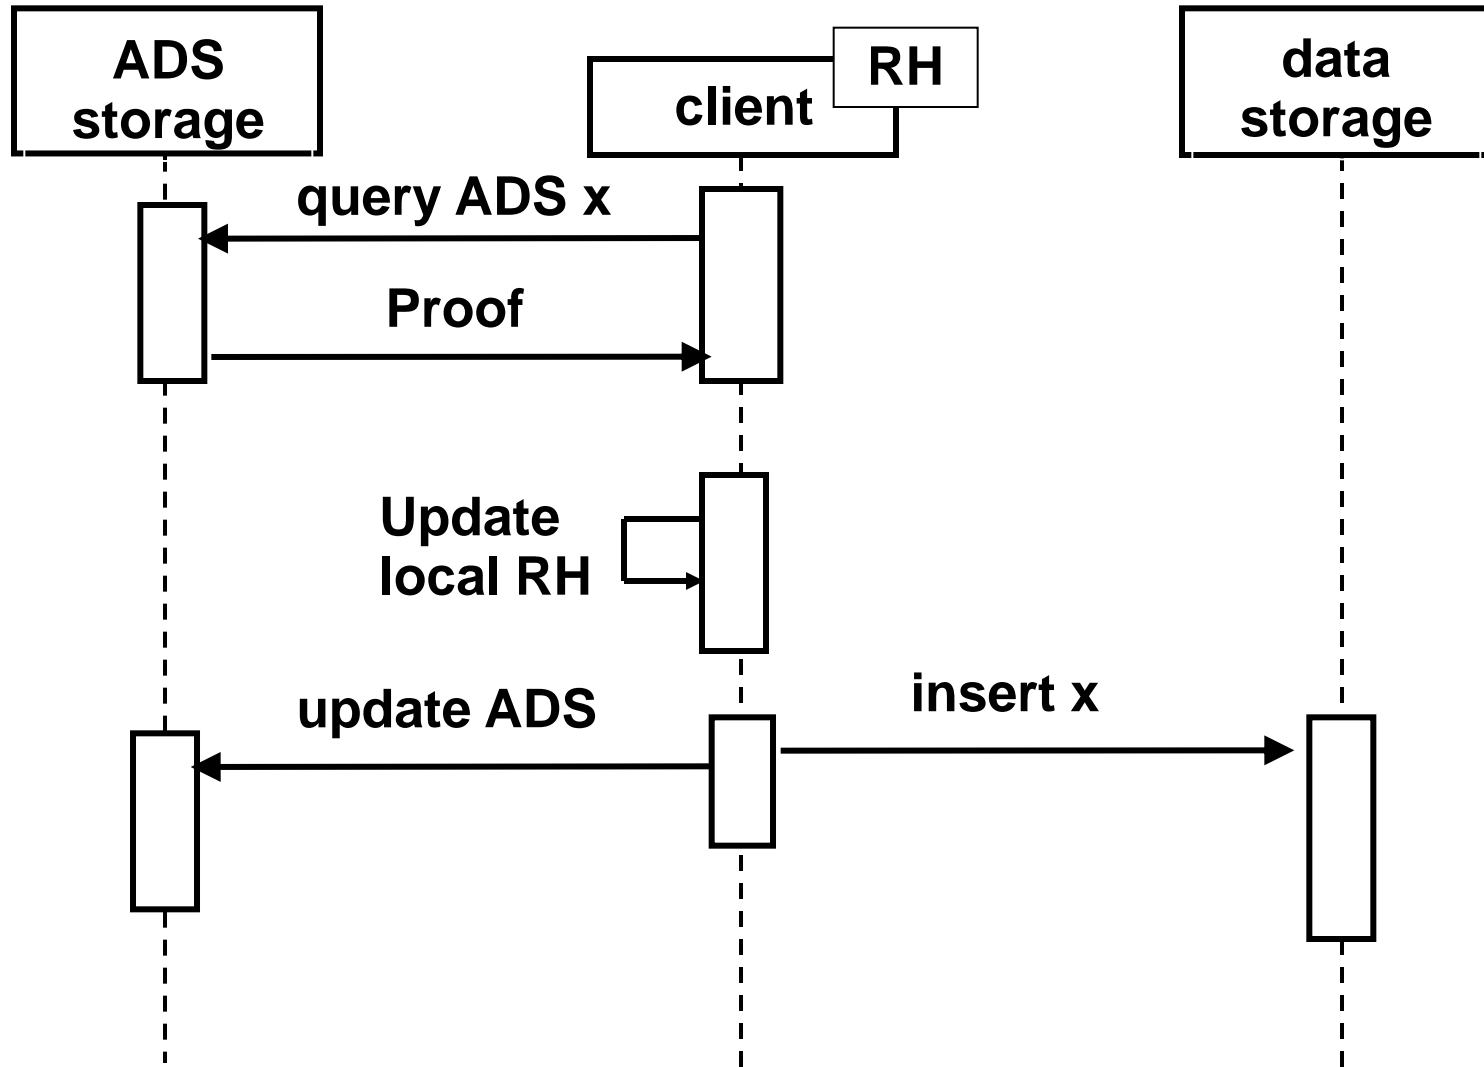 ADS
storage
client
RH
data
storage
query ADS x
Proof
Update
local RH
update ADS
insert x